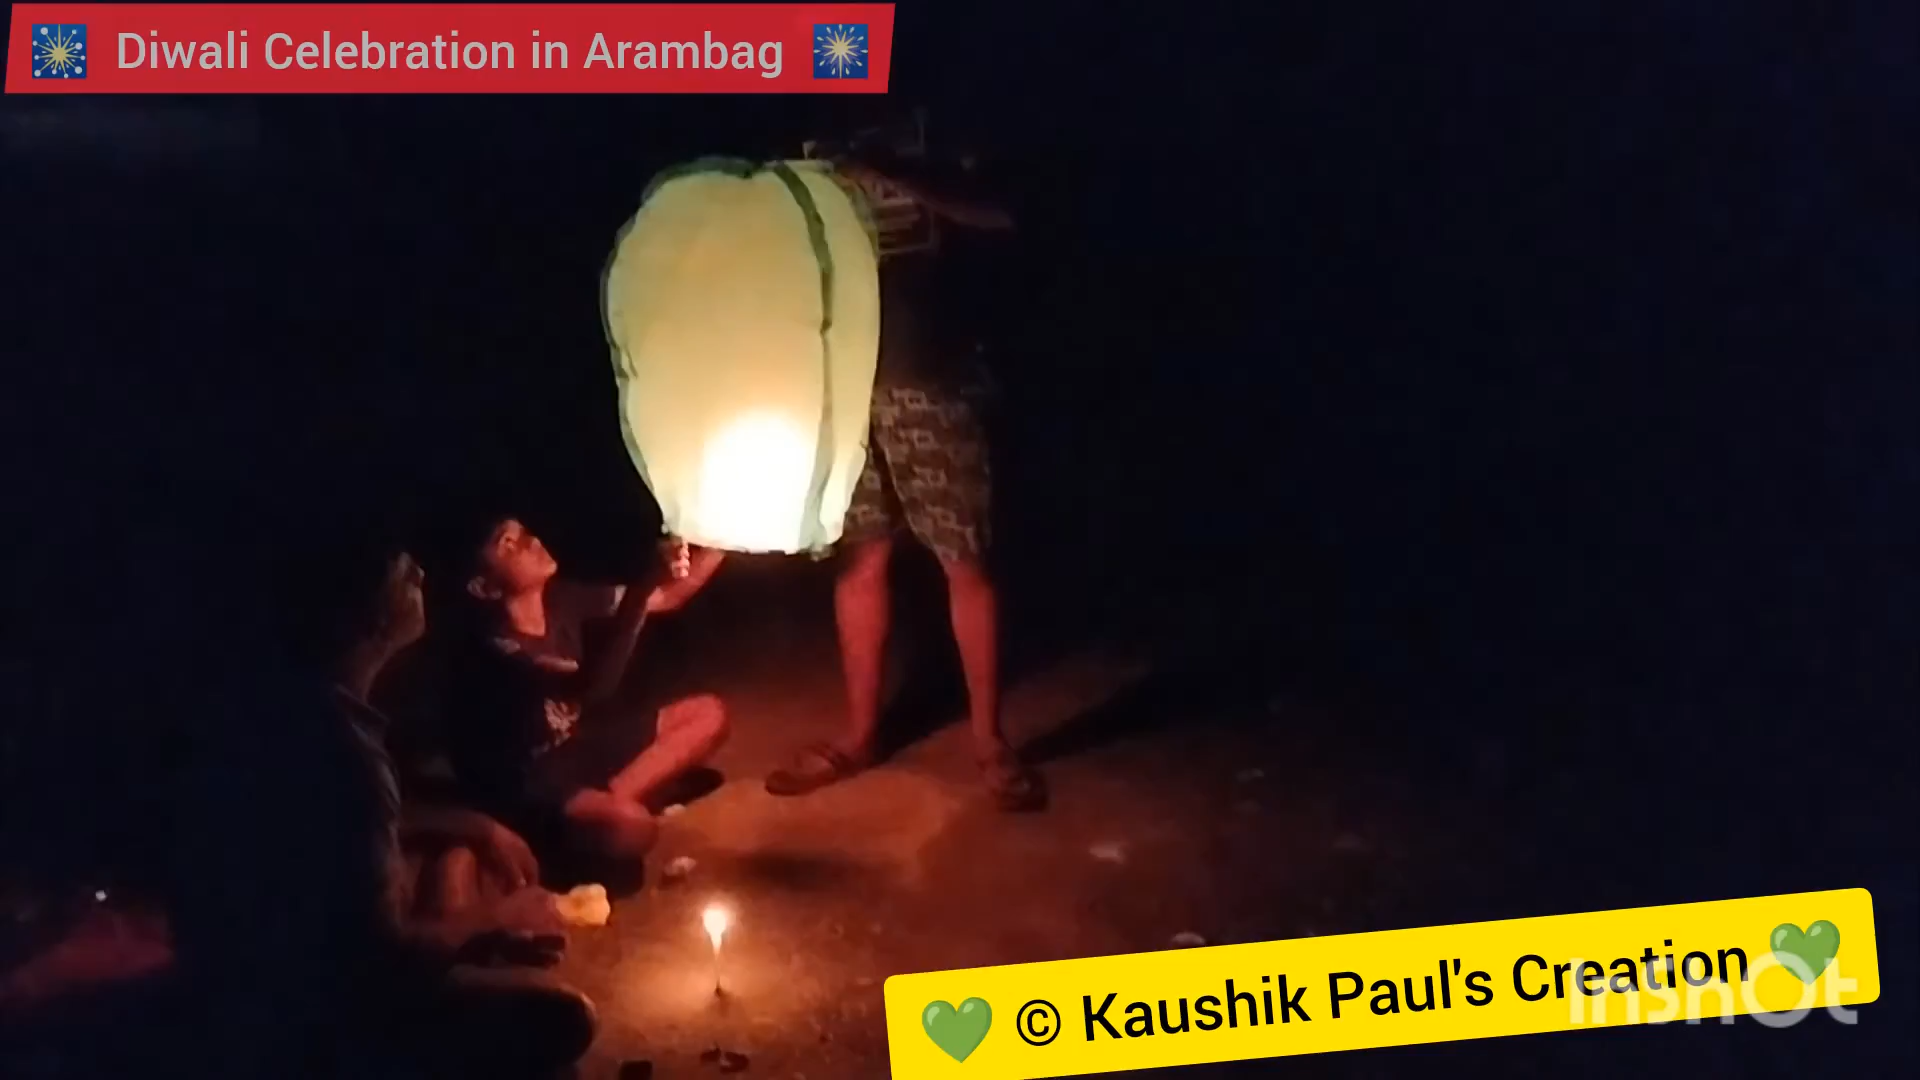 🎆 Diwali Celebration in Arambag 🎆
💚 © Kaushik Paul's Creation 💚
InShOt